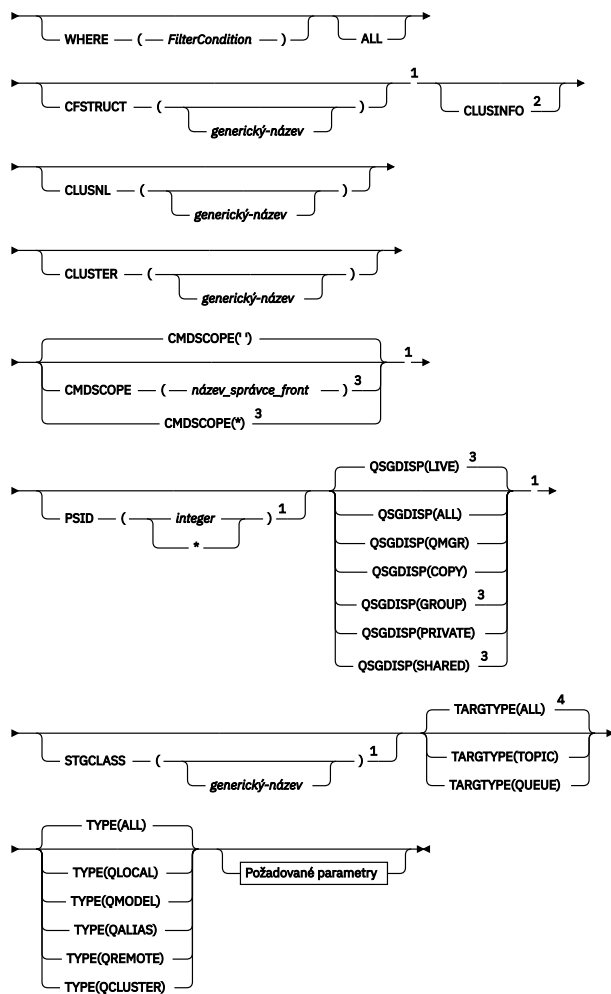 WHERE ( FilterCondition ) ALL
CFSTRUCT ( generický-název ) 1 CLUSINFO 2
CLUSNL ( generický-název )
CLUSTER ( generický-název )
CMDSCOPE(' ')
CMDSCOPE ( název_správce_front ) 3 1
CMDSCOPE(*) 3
PSID ( integer ) 1
*
QSGDISP(LIVE) 3
QSGDISP(ALL) 1
QSGDISP(QMGR)
QSGDISP(COPY)
QSGDISP(GROUP) 3
QSGDISP(PRIVATE)
QSGDISP(SHARED) 3
STGCLASS ( generický-název ) 1
TARGTYPE(ALL) 4
TARGTYPE(TOPIC)
TARGTYPE(QUEUE)
TYPE(ALL)
TYPE(QLOCAL)
TYPE(QMODEL)
TYPE(QALIAS)
TYPE(QREMOTE)
TYPE(QCLUSTER)
Požadované parametry